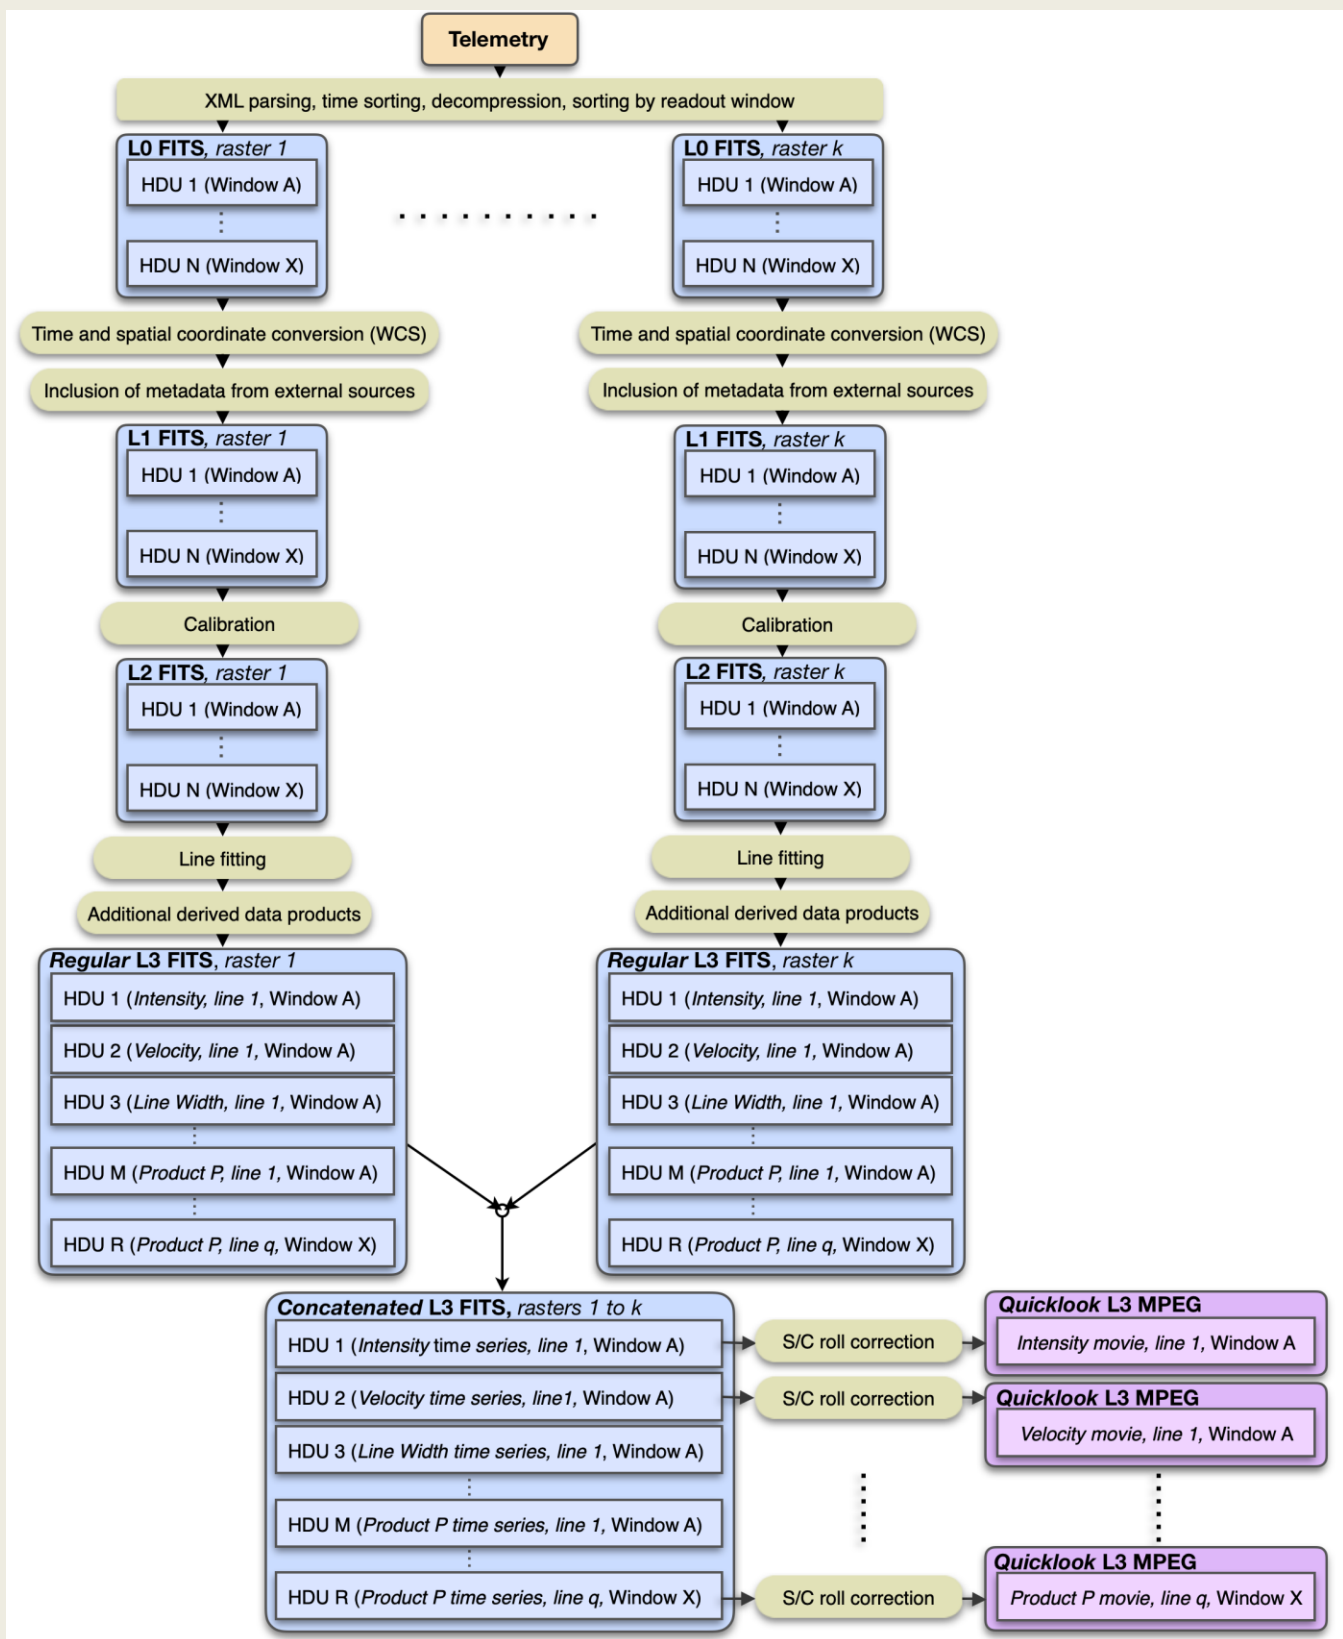 Telemetry
XML parsing, time sorting, decompression, sorting by readout window
L0 FITS, raster 1
HDU 1 (Window A)
HDU N (Window X)
Time and spatial coordinate conversion (WCS)
Inclusion of metadata from external sources
L1 FITS, raster 1
HDU 1 (Window A)
HDU N (Window X)
Calibration
L2 FITS, raster 1
HDU 1 (Window A)
HDU N (Window X)
Line fitting
Additional derived data products
Regular L3 FITS, raster 1
HDU 1 (Intensity, line 1, Window A)
HDU 2 (Velocity, line 1, Window A)
HDU 3 (Line Width, line 1, Window A)
HDU M (Product P, line 1, Window A)
HDU R (Product P, line q, Window X)
L0 FITS, raster k
HDU 1 (Window A)
HDU N (Window X)
Time and spatial coordinate conversion (WCS)
Inclusion of metadata from external sources
L1 FITS, raster k
HDU 1 (Window A)
HDU N (Window X)
Calibration
L2 FITS, raster k
HDU 1 (Window A)
HDU N (Window X)
Line fitting
Additional derived data products
Regular L3 FITS, raster k
HDU 1 (Intensity, line 1, Window A)
HDU 2 (Velocity, line 1, Window A)
HDU 3 (Line Width, line 1, Window A)
HDU M (Product P, line 1, Window A)
HDU R (Product P, line q, Window X)
Concatenated L3 FITS, rasters 1 to k
HDU 1 (Intensity time series, line 1, Window A)
HDU 2 (Velocity time series, line1, Window A)
HDU 3 (Line Width time series, line 1, Window A)
HDU M (Product P time series, line 1, Window A)
HDU R (Product P time series, line q, Window X)
S/C roll correction
S/C roll correction
S/C roll correction
Quicklook L3 MPEG
Intensity movie, line 1, Window A
Quicklook L3 MPEG
Velocity movie, line 1, Window A
Quicklook L3 MPEG
Product P movie, line q, Window X